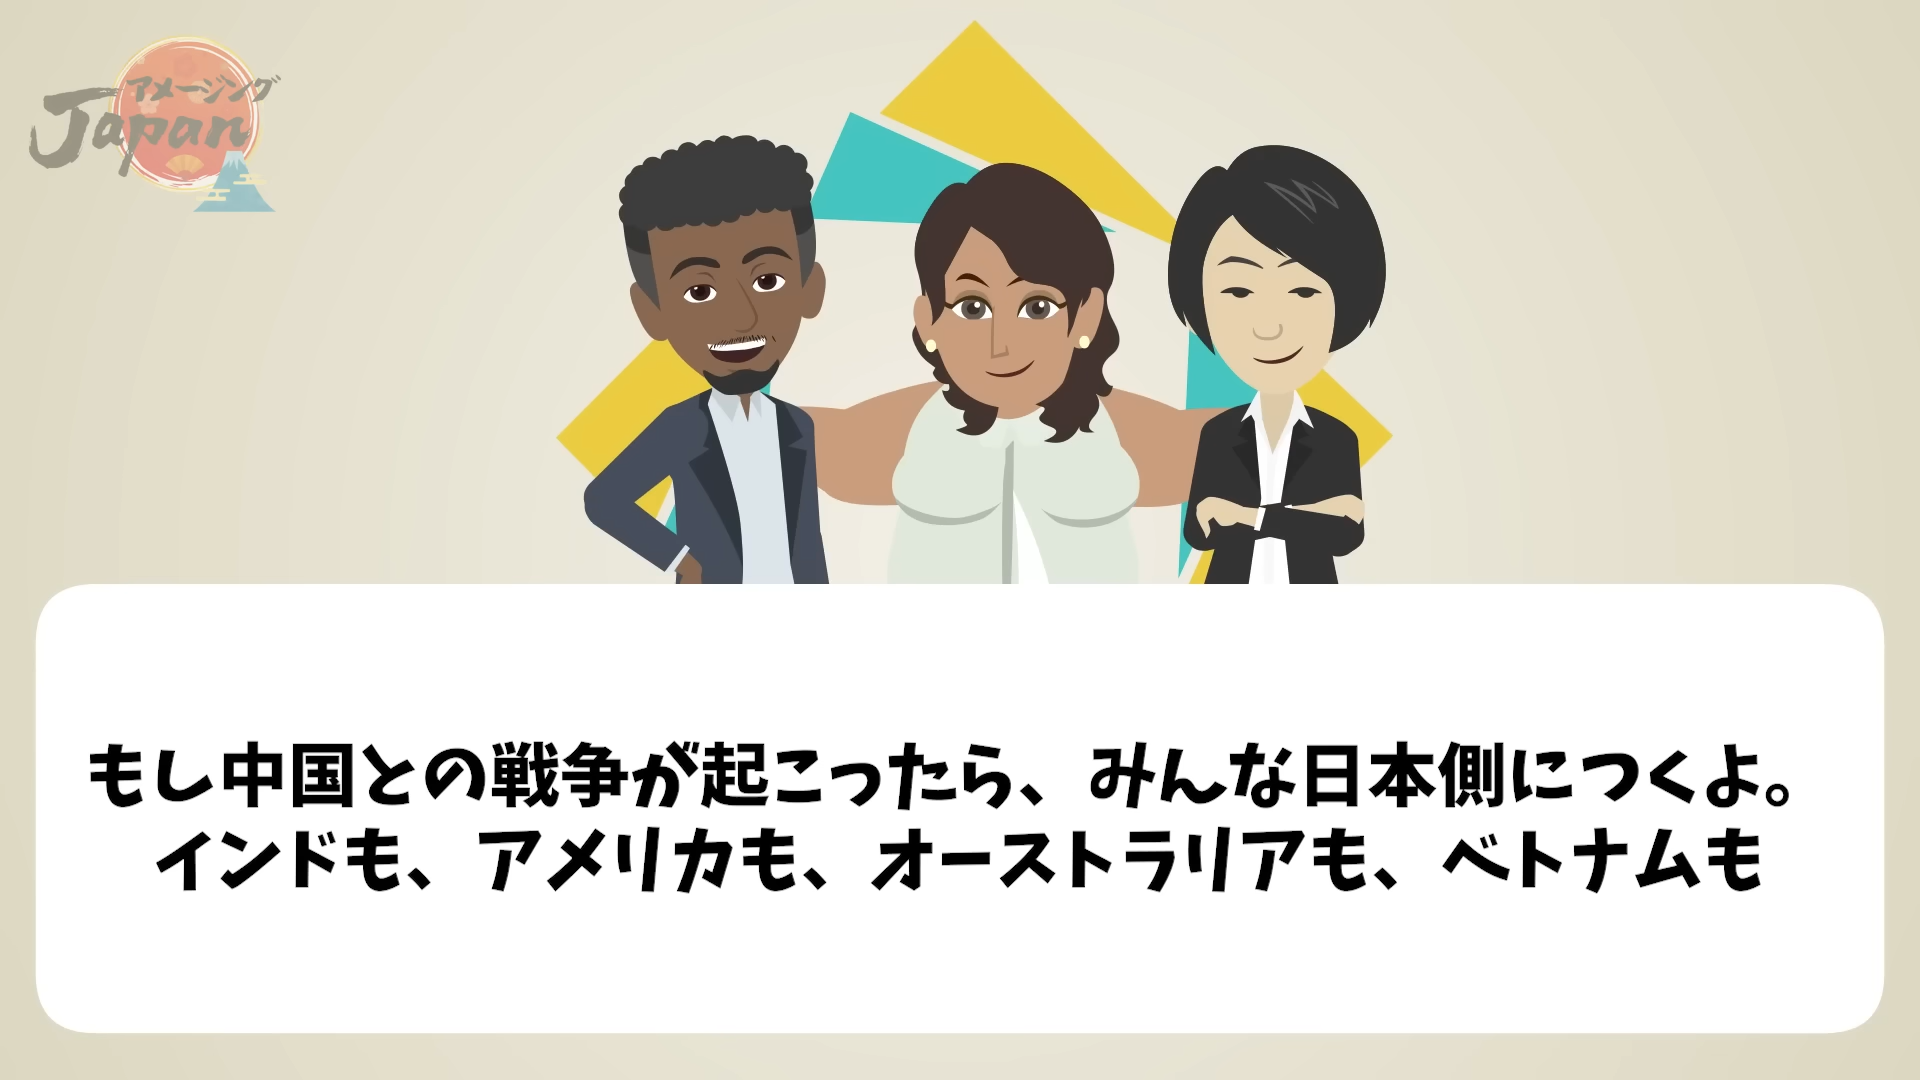 アメージング
Japan
もし中国との戦争が起こったら、みんな日本側につくよ。
インドも、アメリカも、オーストラリアも、ベトナムも